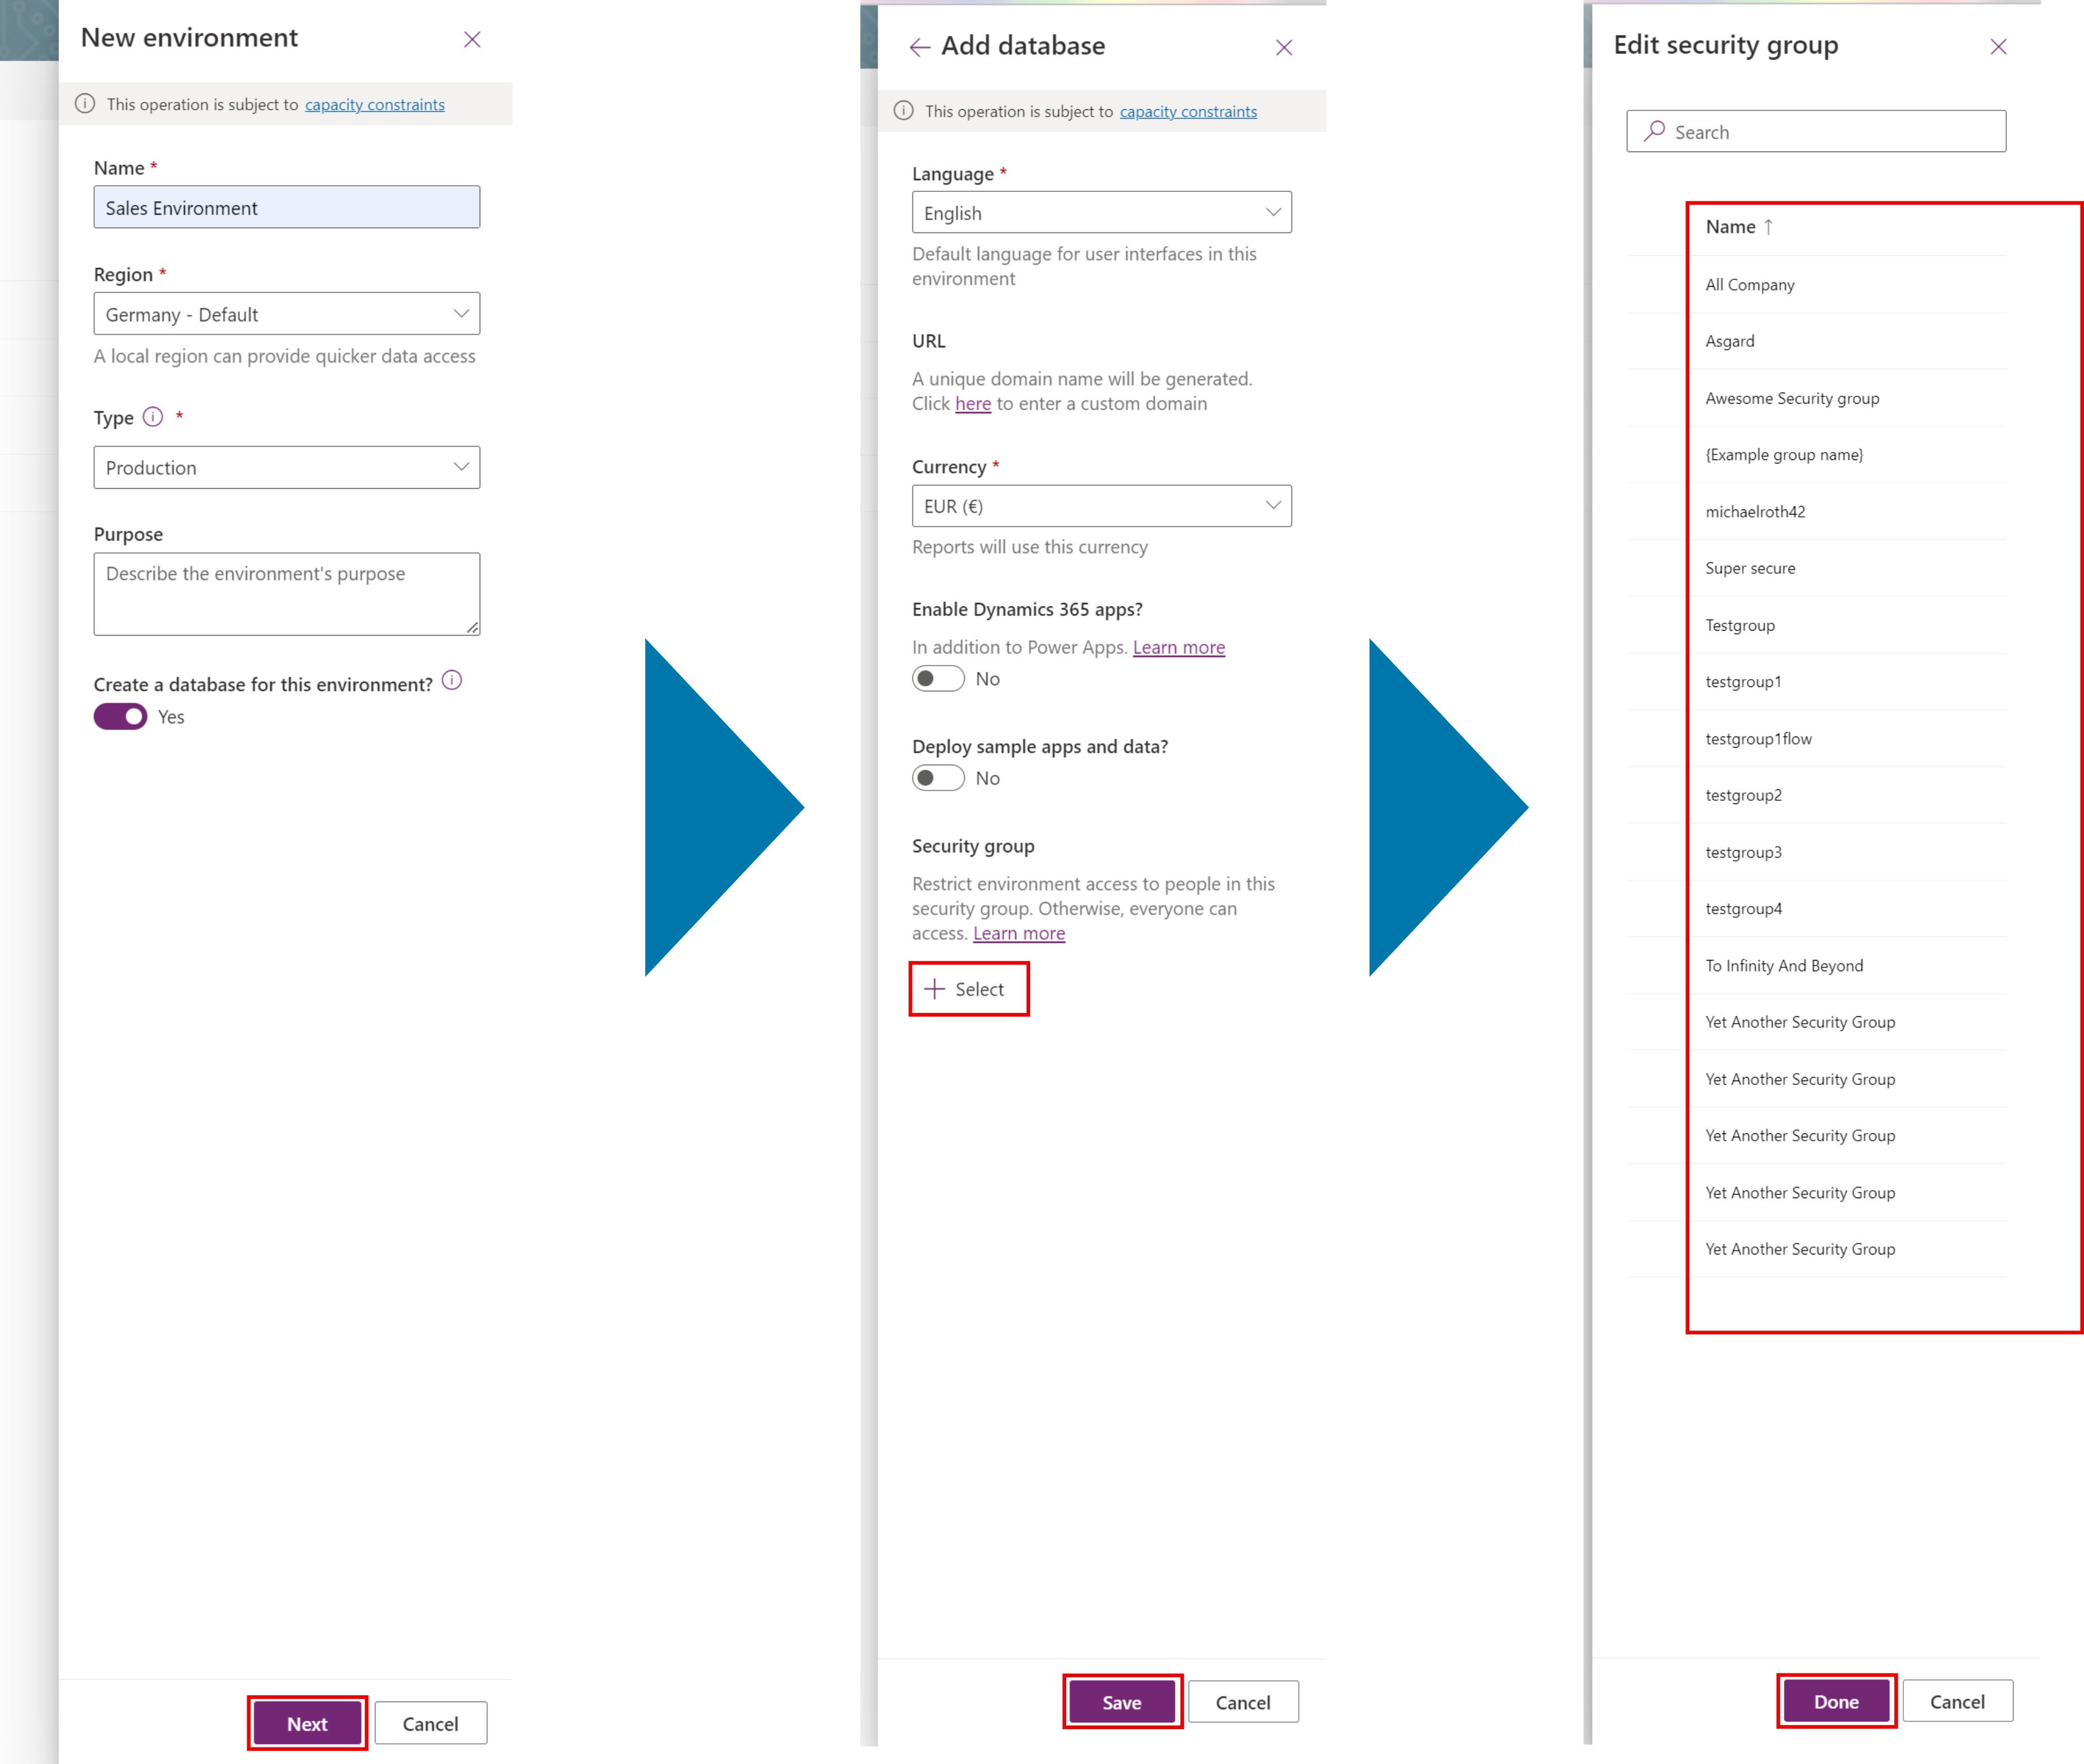 New environment
This operation is subject to capacity constraints
Name *
Sales Environment
Region *
Germany - Default
A local region can provide quicker data access
Type *
Production
Purpose
Describe the environment's purpose
Create a database for this environment?
Yes
Next
Cancel
Add database
This operation is subject to capacity constraints
Language *
English
Default language for user interfaces in this
environment
URL
A unique domain name will be generated.
Click here to enter a custom domain
Currency *
EUR (€)
Reports will use this currency
Enable Dynamics 365 apps?
In addition to Power Apps. Learn more
No
Deploy sample apps and data?
No
Security group
Restrict environment access to people in this
security group. Otherwise, everyone can
access. Learn more
Select
Save
Cancel
Edit security group
Search
Name ↑
All Company
Asgard
Awesome Security group
{Example group name}
michaelroth42
Super secure
Testgroup
testgroup1
testgroup1flow
testgroup2
testgroup3
testgroup4
To Infinity And Beyond
Yet Another Security Group
Yet Another Security Group
Yet Another Security Group
Yet Another Security Group
Yet Another Security Group
Done
Cancel